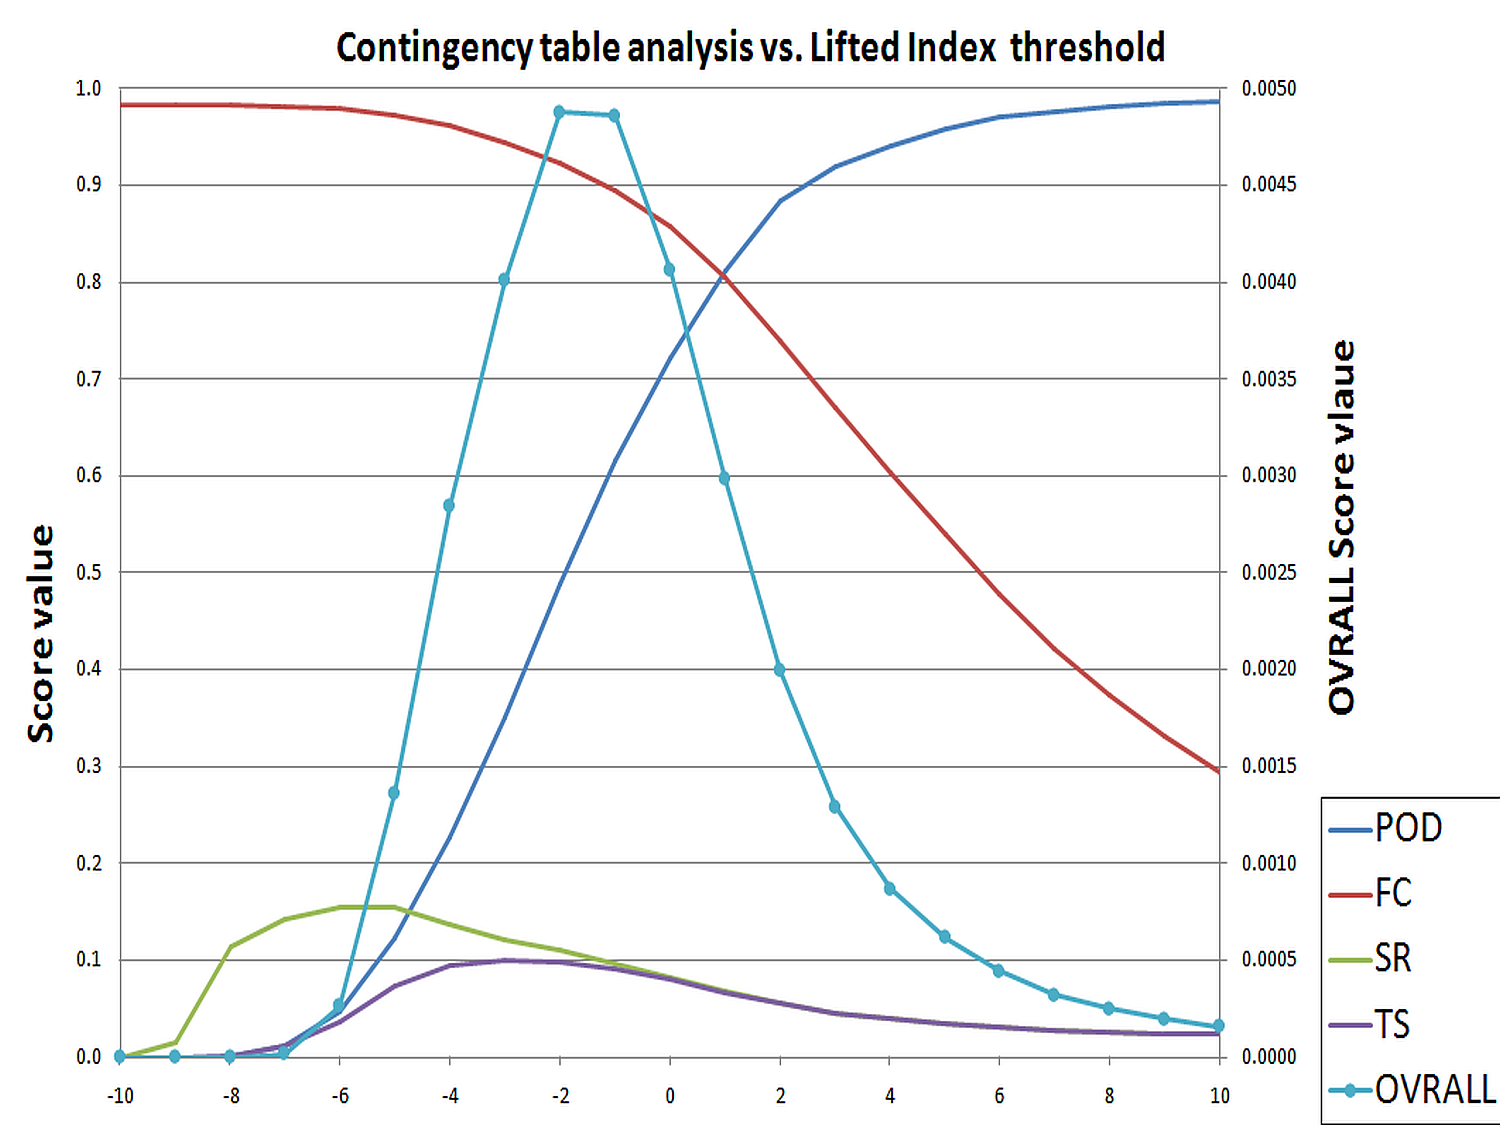 Contingency table analysis vs. Lifted Index threshold
1.0
0.9
0.8
0.7
0.6
0.5
0.4
0.3
0.2
0.1
0.0
Score value
0.0050
0.0045
0.0040
0.0035
0.0030
0.0025
0.0020
0.0015
0.0010
0.0005
0.0000
OVRALL Score vlaue
-10 -8 -6 -4 -2 0 2 4 6 8 10
POD
FC
SR
TS
OVRALL